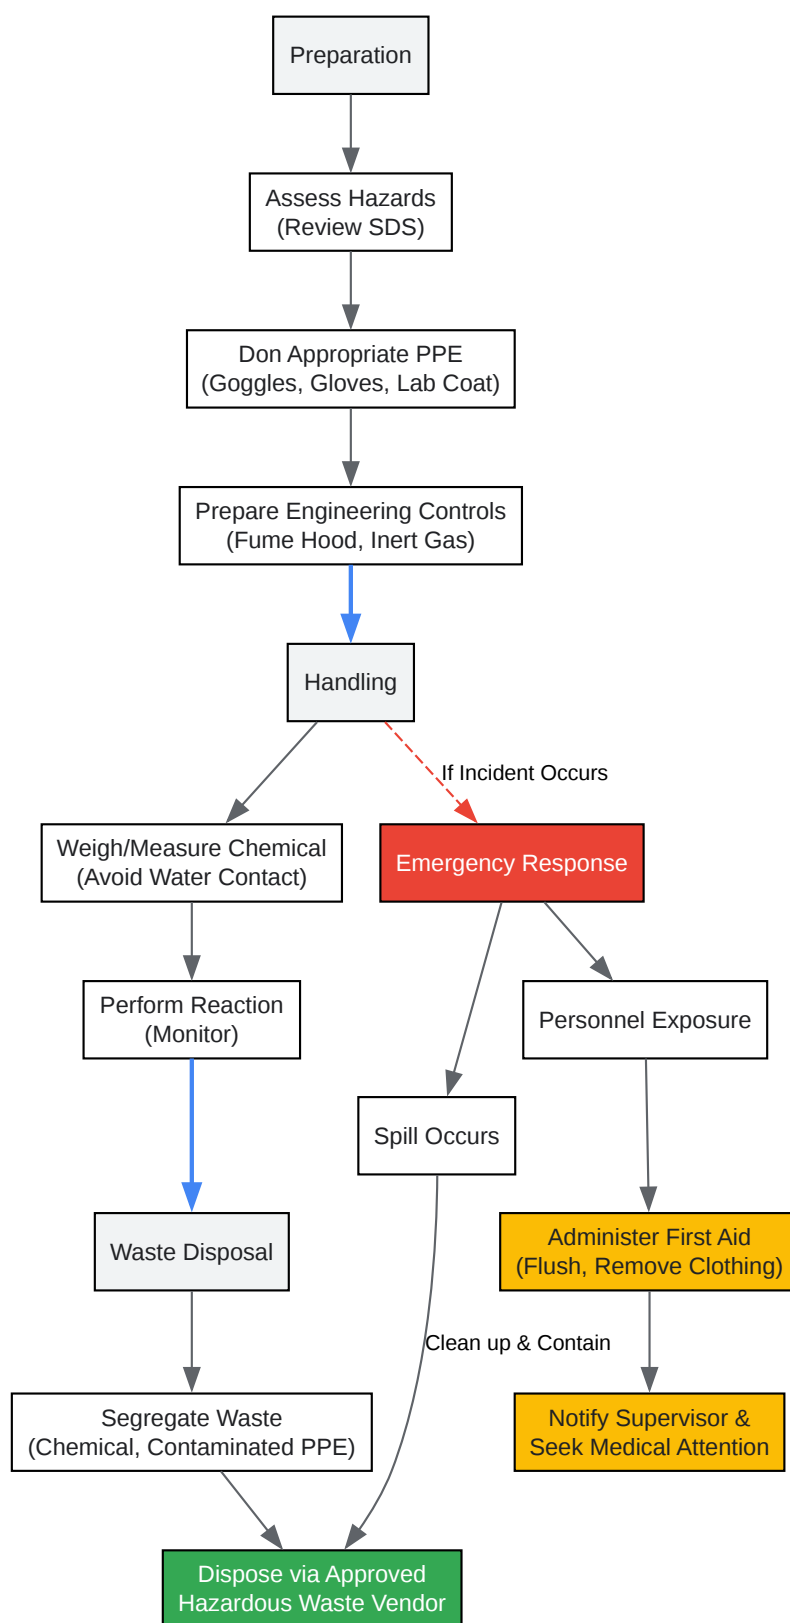 Preparation
Assess Hazards
(Review SDS)
Don Appropriate PPE
(Goggles, Gloves, Lab Coat)
Prepare Engineering Controls
(Fume Hood, Inert Gas)
Handling
If Incident Occurs
Weigh/Measure Chemical
(Avoid Water Contact)
Emergency Response
Perform Reaction
(Monitor)
Personnel Exposure
Spill Occurs
Waste Disposal
Administer First Aid
(Flush, Remove Clothing)
Clean up & Contain
Segregate Waste
(Chemical, Contaminated PPE)
Notify Supervisor &
Seek Medical Attention
Dispose via Approved
Hazardous Waste Vendor